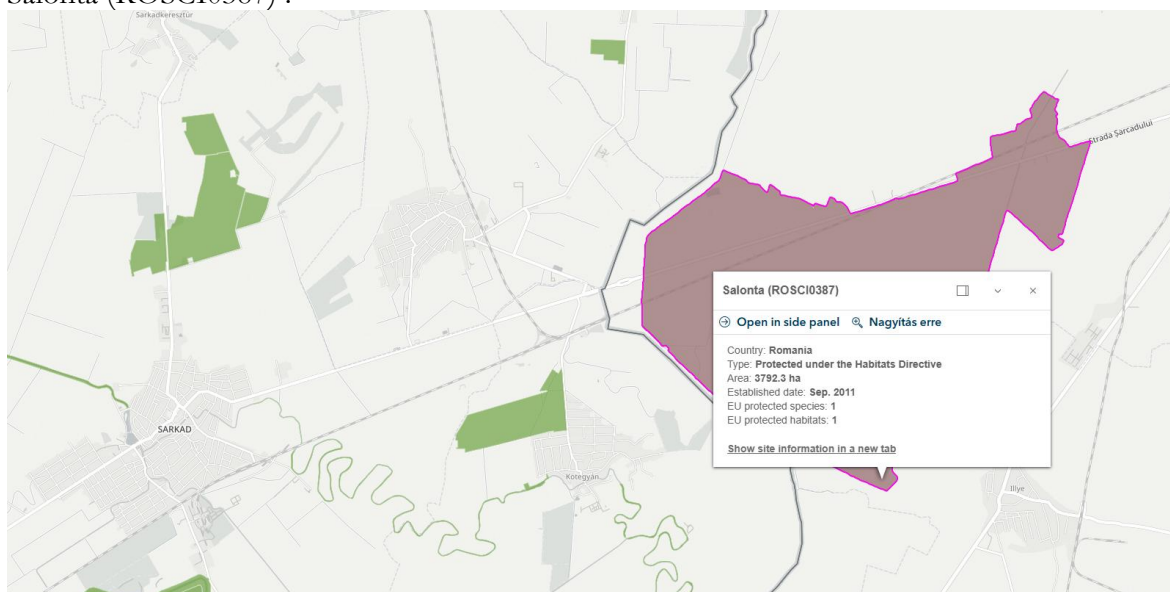 Salonta (ROSCI0387) .
Sarkadkeresztúr
Strada Șarcadului
Salonta (ROSCI0387)
Open in side panel Nagyítás erre
Country: Romania
Type: Protected under the Habitats Directive
Area: 3792.3 ha
Established date: Sep. 2011
EU protected species: 1
EU protected habitats: 1
Show site information in a new tab
SARKAD
Kötegyán
Illye